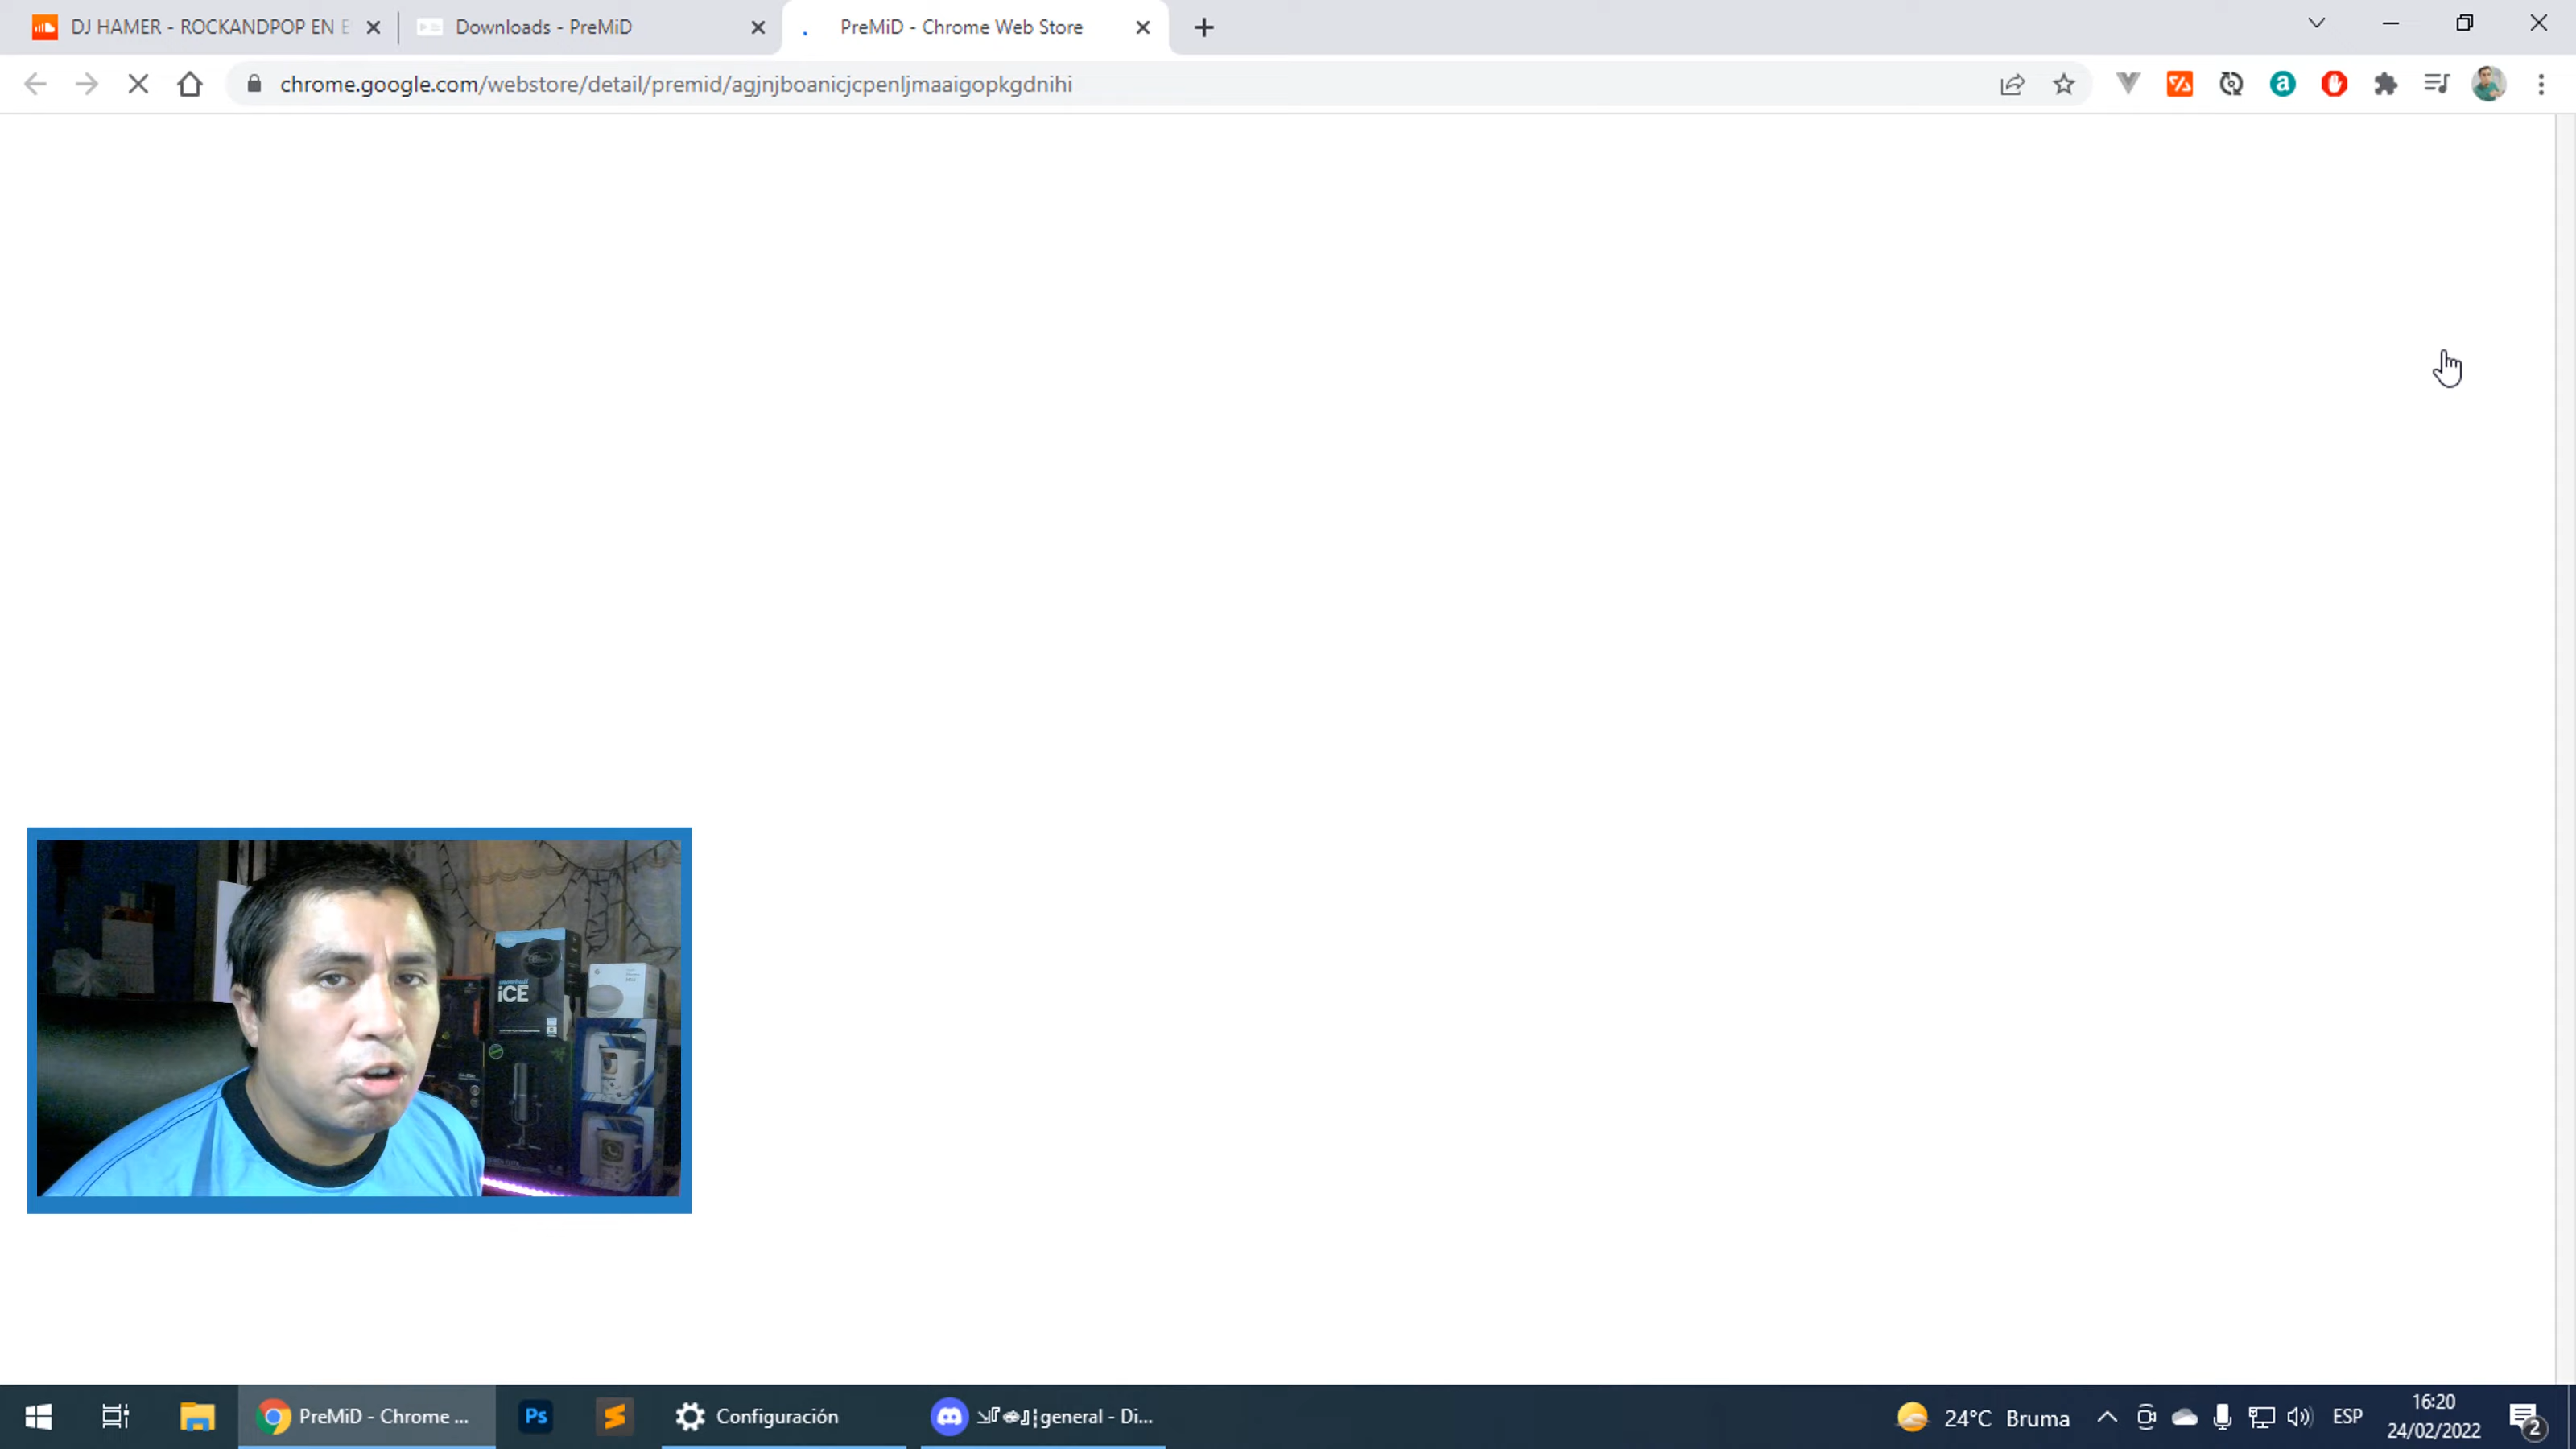 DJ HAMER - ROCKANDPOP EN E
Downloads - PreMiD
PreMiD - Chrome Web Store
chrome.google.com/webstore/detail/premid/agjnjboanicjcpenljmaaigopkgdnihi
iCE
PreMiD - Chrome ...
Ps
Configuración
general - Di...
24°C Bruma
ESP
16:20
24/02/2022
2